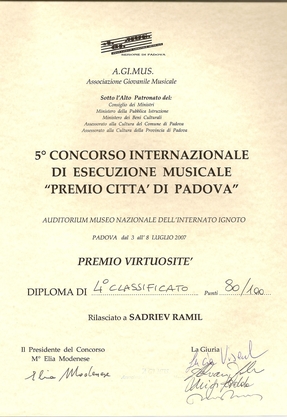 A.GI.MUS.
Associazione Giovanile Musicale
Sotto l'Alto Patronato dei:
Consiglio dei Ministri
Ministero della Pubblica Istruzione
Ministero dei Beni Culturali
Assessorato alla Cultura del Comune di Padova
Assessorato alla Cultura della Provincia di Padova
5° CONCORSO INTERNAZIONALE
DI ESECUZIONE MUSICALE
"PREMIO CITTA' DI PADOVA"
AUDITORIUM MUSEO NAZIONALE DELL'INTERNATO IGNOTO
PADOVA dal 3 all'8 LUGLIO 2007
PREMIO VIRTUOSITE'
DIPLOMA DI 4° CLASSIFICATO Punti 80/100
Rilasciato a SADRIEV RAMIL
Il Presidente del Concorso
M° Elia Modenese
Elia Modenese
La Giuria